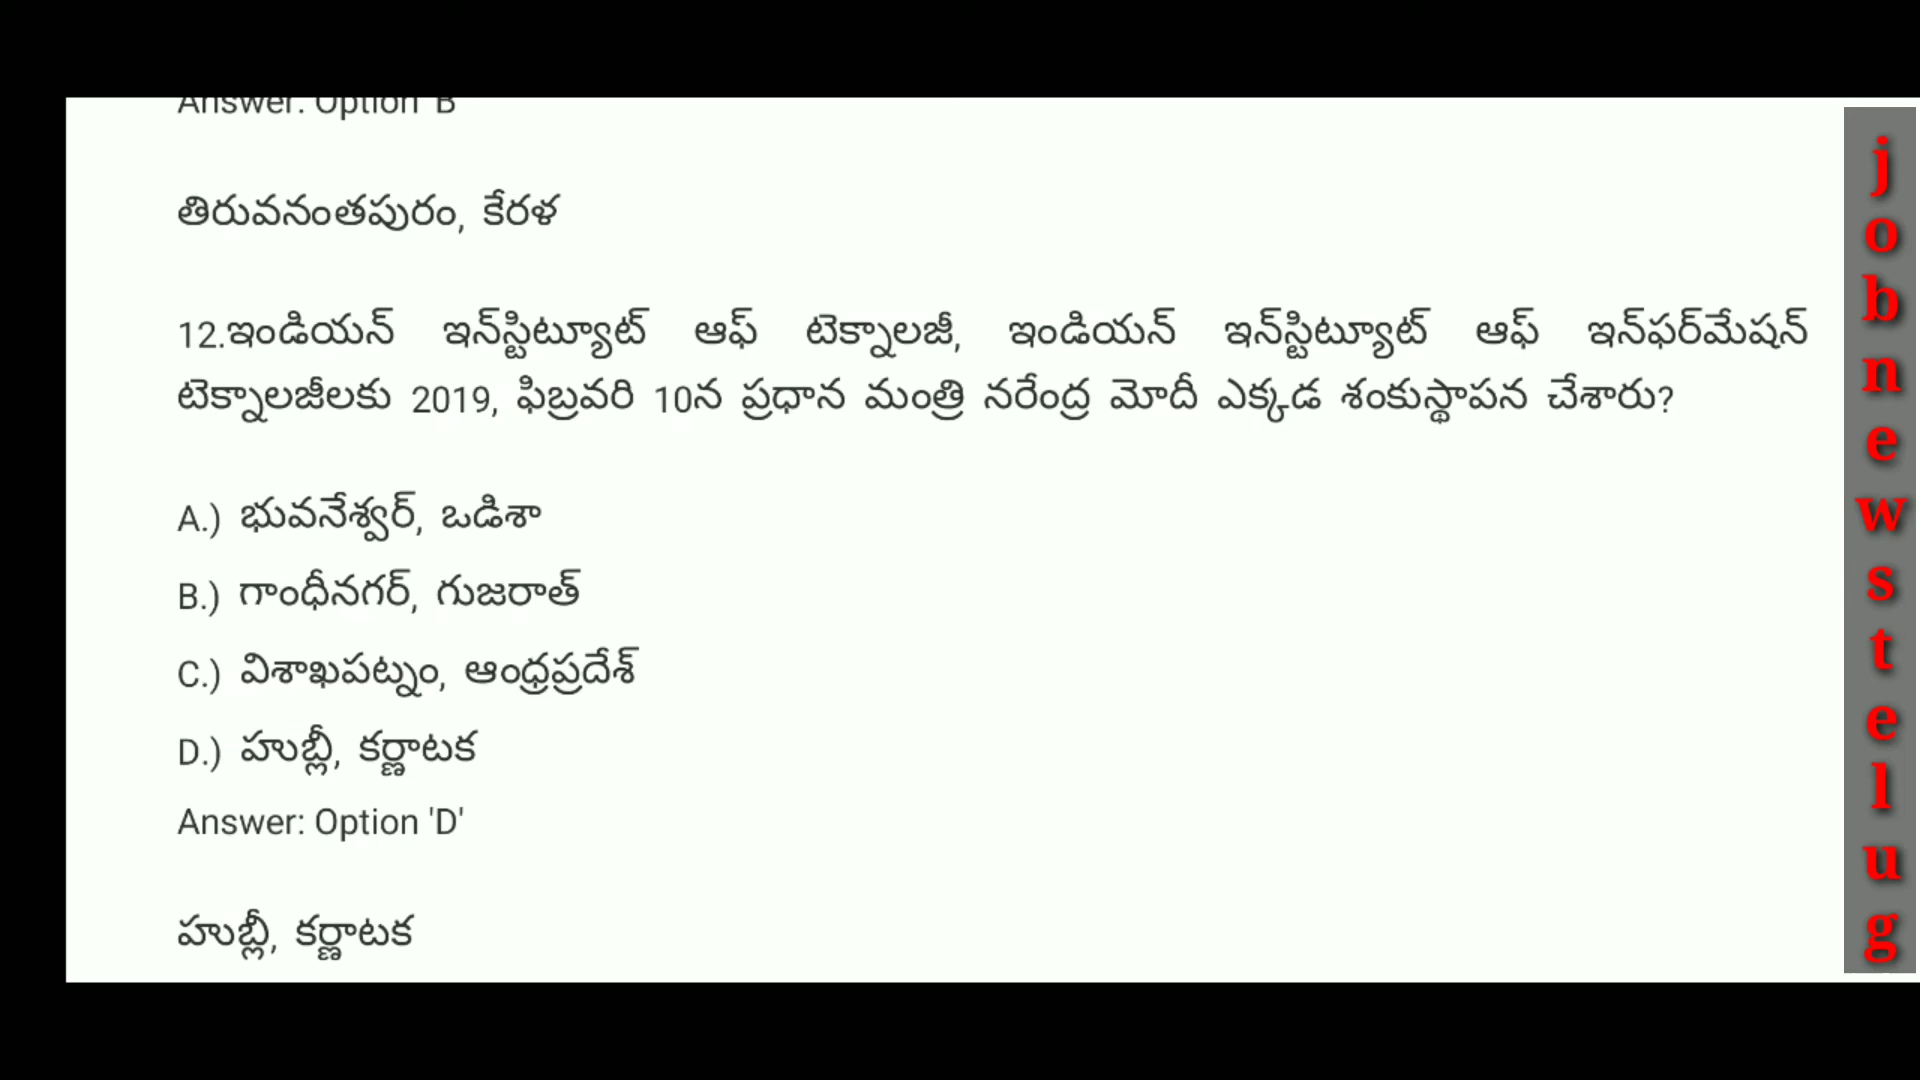 Answer: Option 'B'
తిరువనంతపురం, కేరళ
12.ఇండియన్ ఇన్‌స్టిట్యూట్ ఆఫ్ టెక్నాలజీ, ఇండియన్ ఇన్‌స్టిట్యూట్ ఆఫ్ ఇన్‌ఫర్‌మేషన్
టెక్నాలజీలకు 2019, ఫిబ్రవరి 10న ప్రధాన మంత్రి నరేంద్ర మోదీ ఎక్కడ శంకుస్థాపన చేశారు?
A.) భువనేశ్వర్, ఒడిశా
B.) గాంధీనగర్, గుజరాత్
C.) విశాఖపట్నం, ఆంధ్రప్రదేశ్
D.) హుబ్లీ, కర్ణాటక
Answer: Option 'D'
హుబ్లీ, కర్ణాటక
jobnewstelug